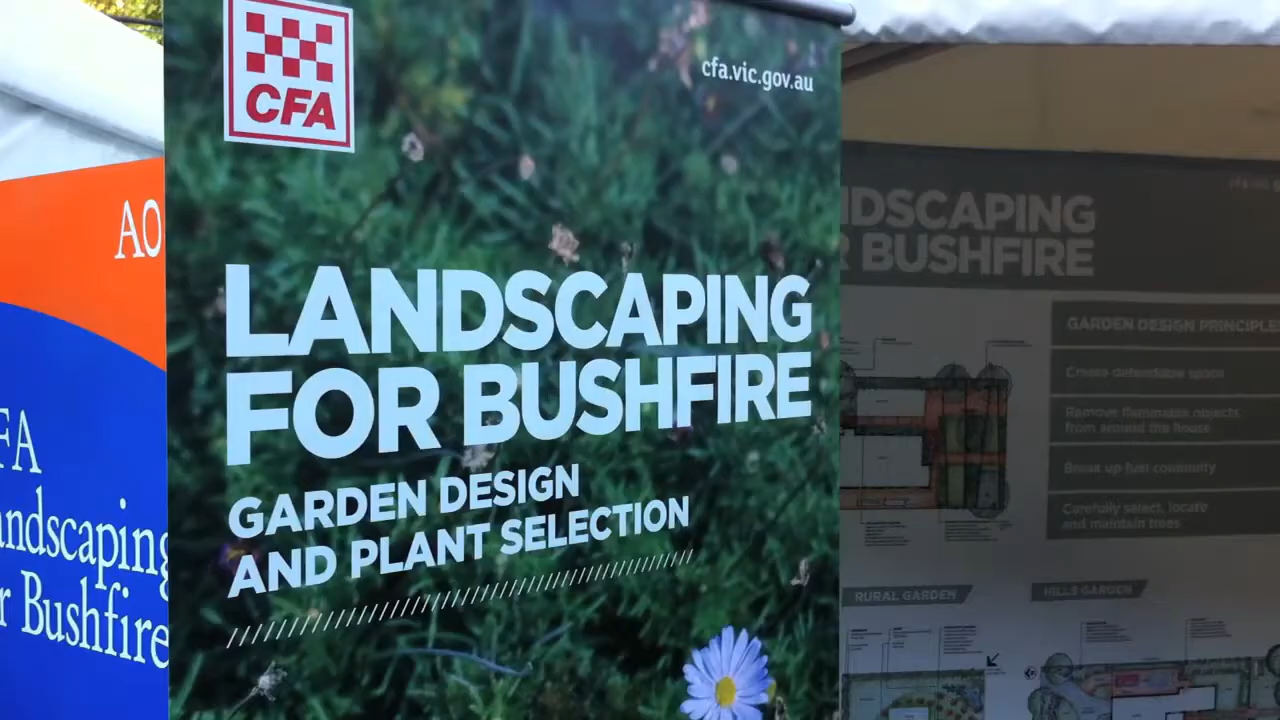 CFA
cfa.vic.gov.au
LANDSCAPING
FOR BUSHFIRE
GARDEN DESIGN
AND PLANT SELECTION
AO
FA
andscaping
r Bushfire
NDSCAPING
R BUSHFIRE
GARDEN DESIGN PRINCIPLE
Create defendable space
Remove flammable objects
from around the house
Break up fuel continuity
Carefully select, locate
and maintain trees
RURAL GARDEN
HILLS GARDEN